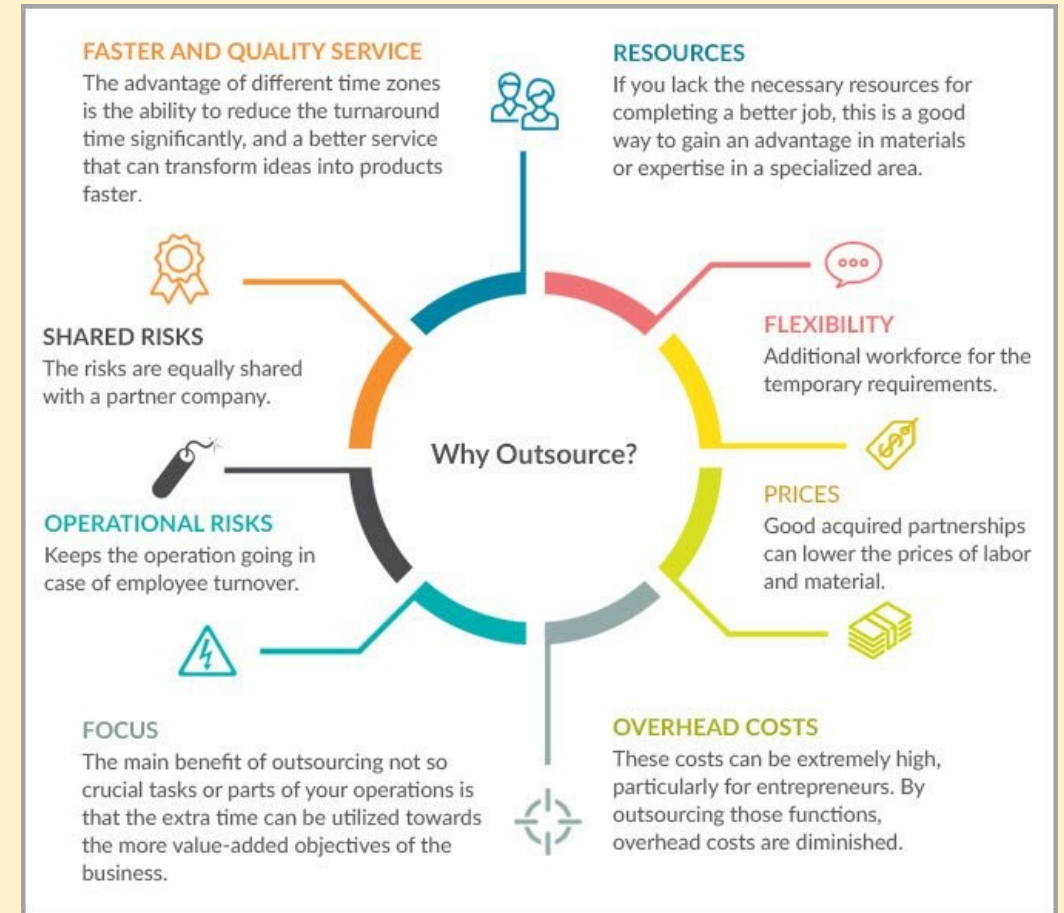 FASTER AND QUALITY SERVICE
The advantage of different time zones
is the ability to reduce the turnaround
time significantly, and a better service
that can transform ideas into products
faster.
RESOURCES
If you lack the necessary resources for
completing a better job, this is a good
way to gain an advantage in materials
or expertise in a specialized area.
SHARED RISKS
The risks are equally shared
with a partner company.
FLEXIBILITY
Additional workforce for the
temporary requirements.
Why Outsource?
OPERATIONAL RISKS
Keeps the operation going in
case of employee turnover.
PRICES
Good acquired partnerships
can lower the prices of labor
and material.
FOCUS
The main benefit of outsourcing not so
crucial tasks or parts of your operations is
that the extra time can be utilized towards
the more value-added objectives of the
business.
OVERHEAD COSTS
These costs can be extremely high,
particularly for entrepreneurs. By
outsourcing those functions,
overhead costs are diminished.